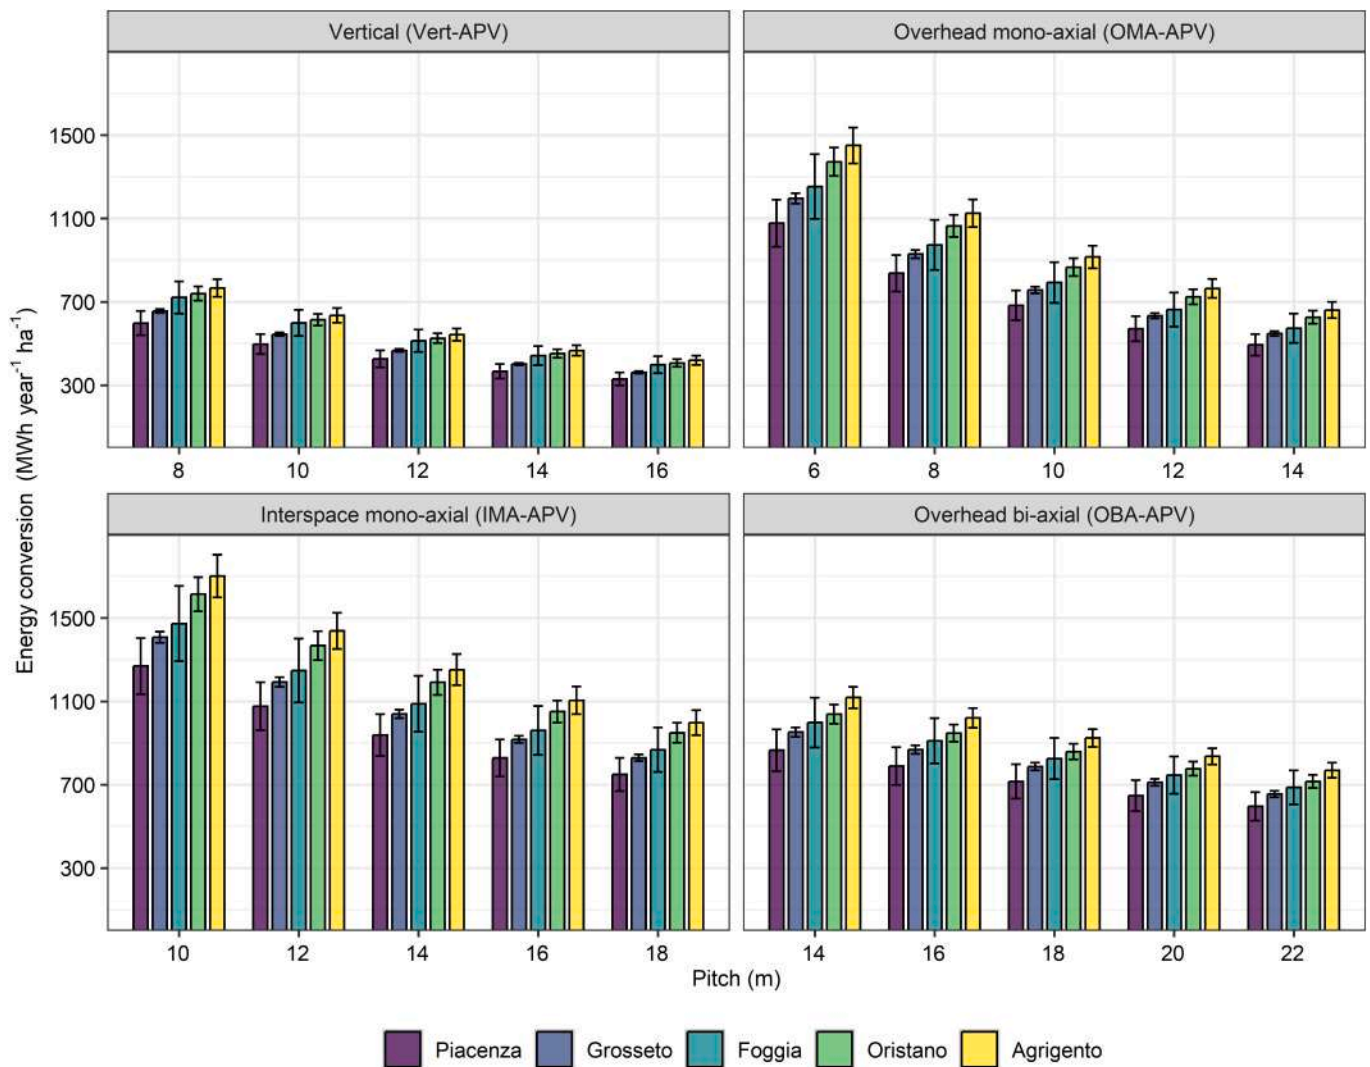 Vertical (Vert-APV)
Overhead mono-axial (OMA-APV)
1500
1100
700
300
8 10 12 14 16
6 8 10 12 14
Energy conversion (MWh year⁻¹ ha⁻¹)
Interspace mono-axial (IMA-APV)
Overhead bi-axial (OBA-APV)
1500
1100
700
300
10 12 14 16 18
14 16 18 20 22
Pitch (m)
Piacenza Grosseto Foggia Oristano Agrigento